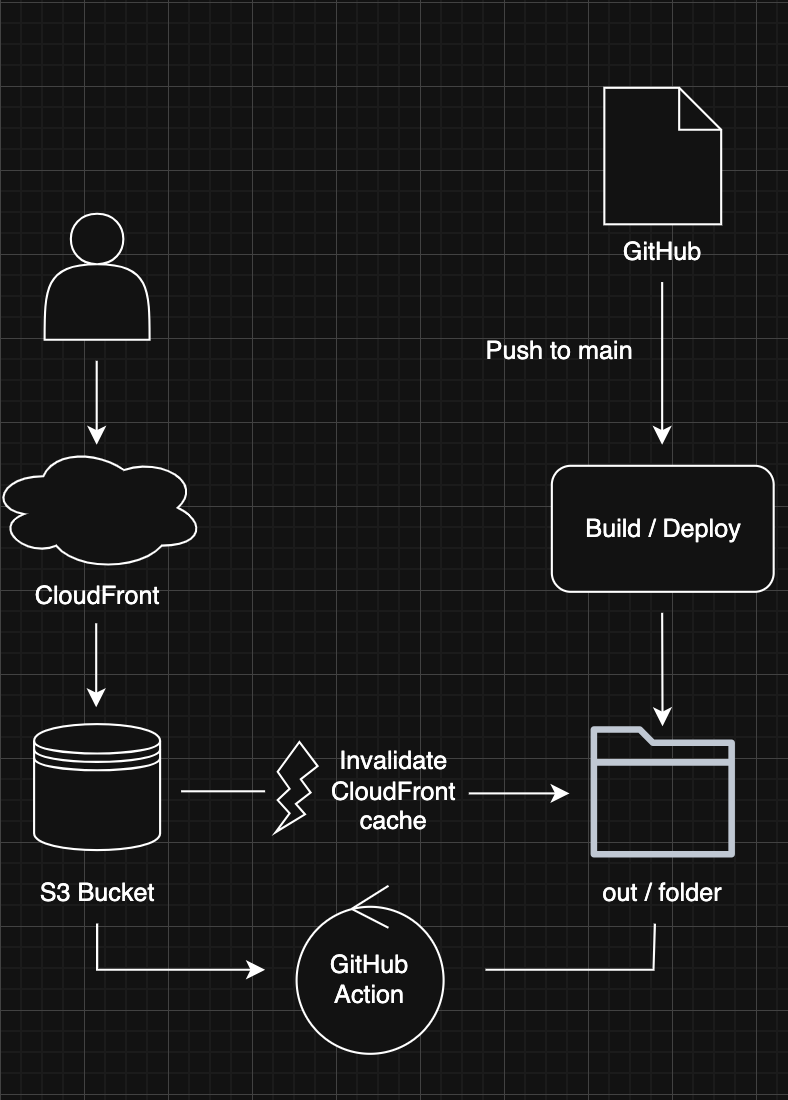 GitHub
Push to main
Build / Deploy
CloudFront
Invalidate
CloudFront
cache
S3 Bucket
out / folder
GitHub
Action